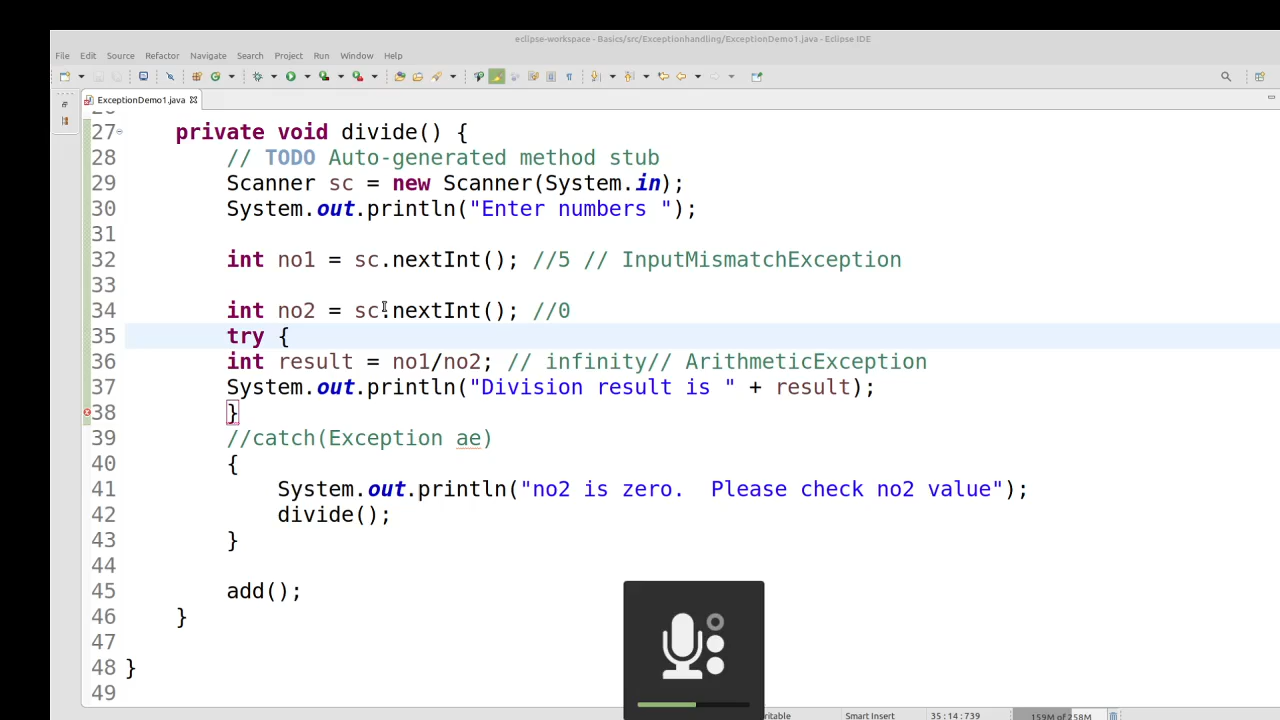 eclipse-workspace - Basics/src/Exceptionhandling/ExceptionDemo1.java - Eclipse IDE
File Edit Source Refactor Navigate Search Project Run Window Help
ExceptionDemo1.java
27 private void divide() {
28 // TODO Auto-generated method stub
29 Scanner sc = new Scanner(System.in);
30 System.out.println("Enter numbers ");
31
32 int no1 = sc.nextInt(); //5 // InputMismatchException
33
34 int no2 = sc.nextInt(); //0
35 try {
36 int result = no1/no2; // infinity// ArithmeticException
37 System.out.println("Division result is " + result);
38 }
39 //catch(Exception ae)
40 {
41 System.out.println("no2 is zero.  Please check no2 value");
42 divide();
43 }
44
45 add();
46 }
47
48 }
49
Smart Insert 35 : 14 : 739 159M of 258M